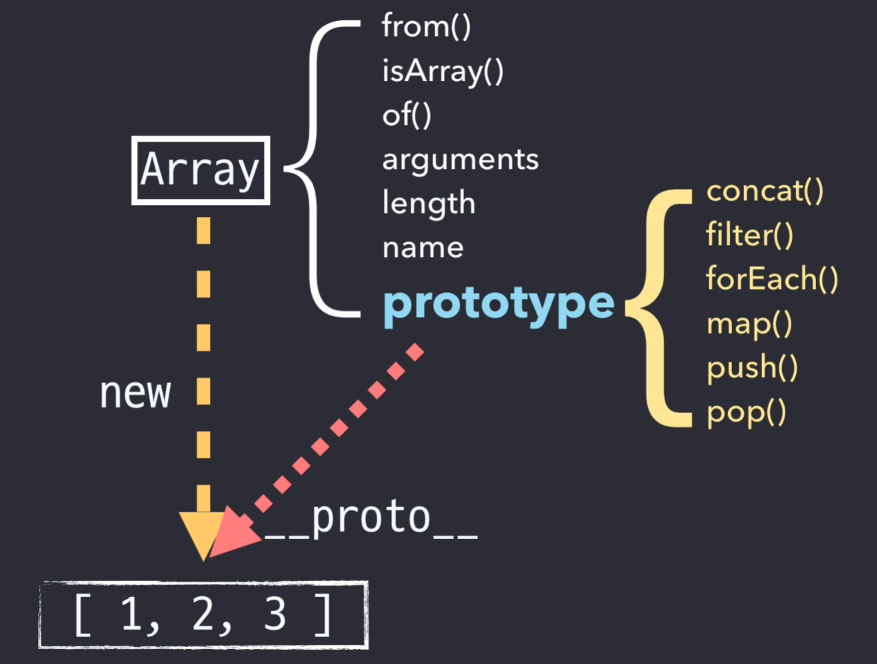 Array
from()
isArray()
of()
arguments
length
name
prototype
concat()
filter()
forEach()
map()
push()
pop()
new
__proto__
[ 1, 2, 3 ]